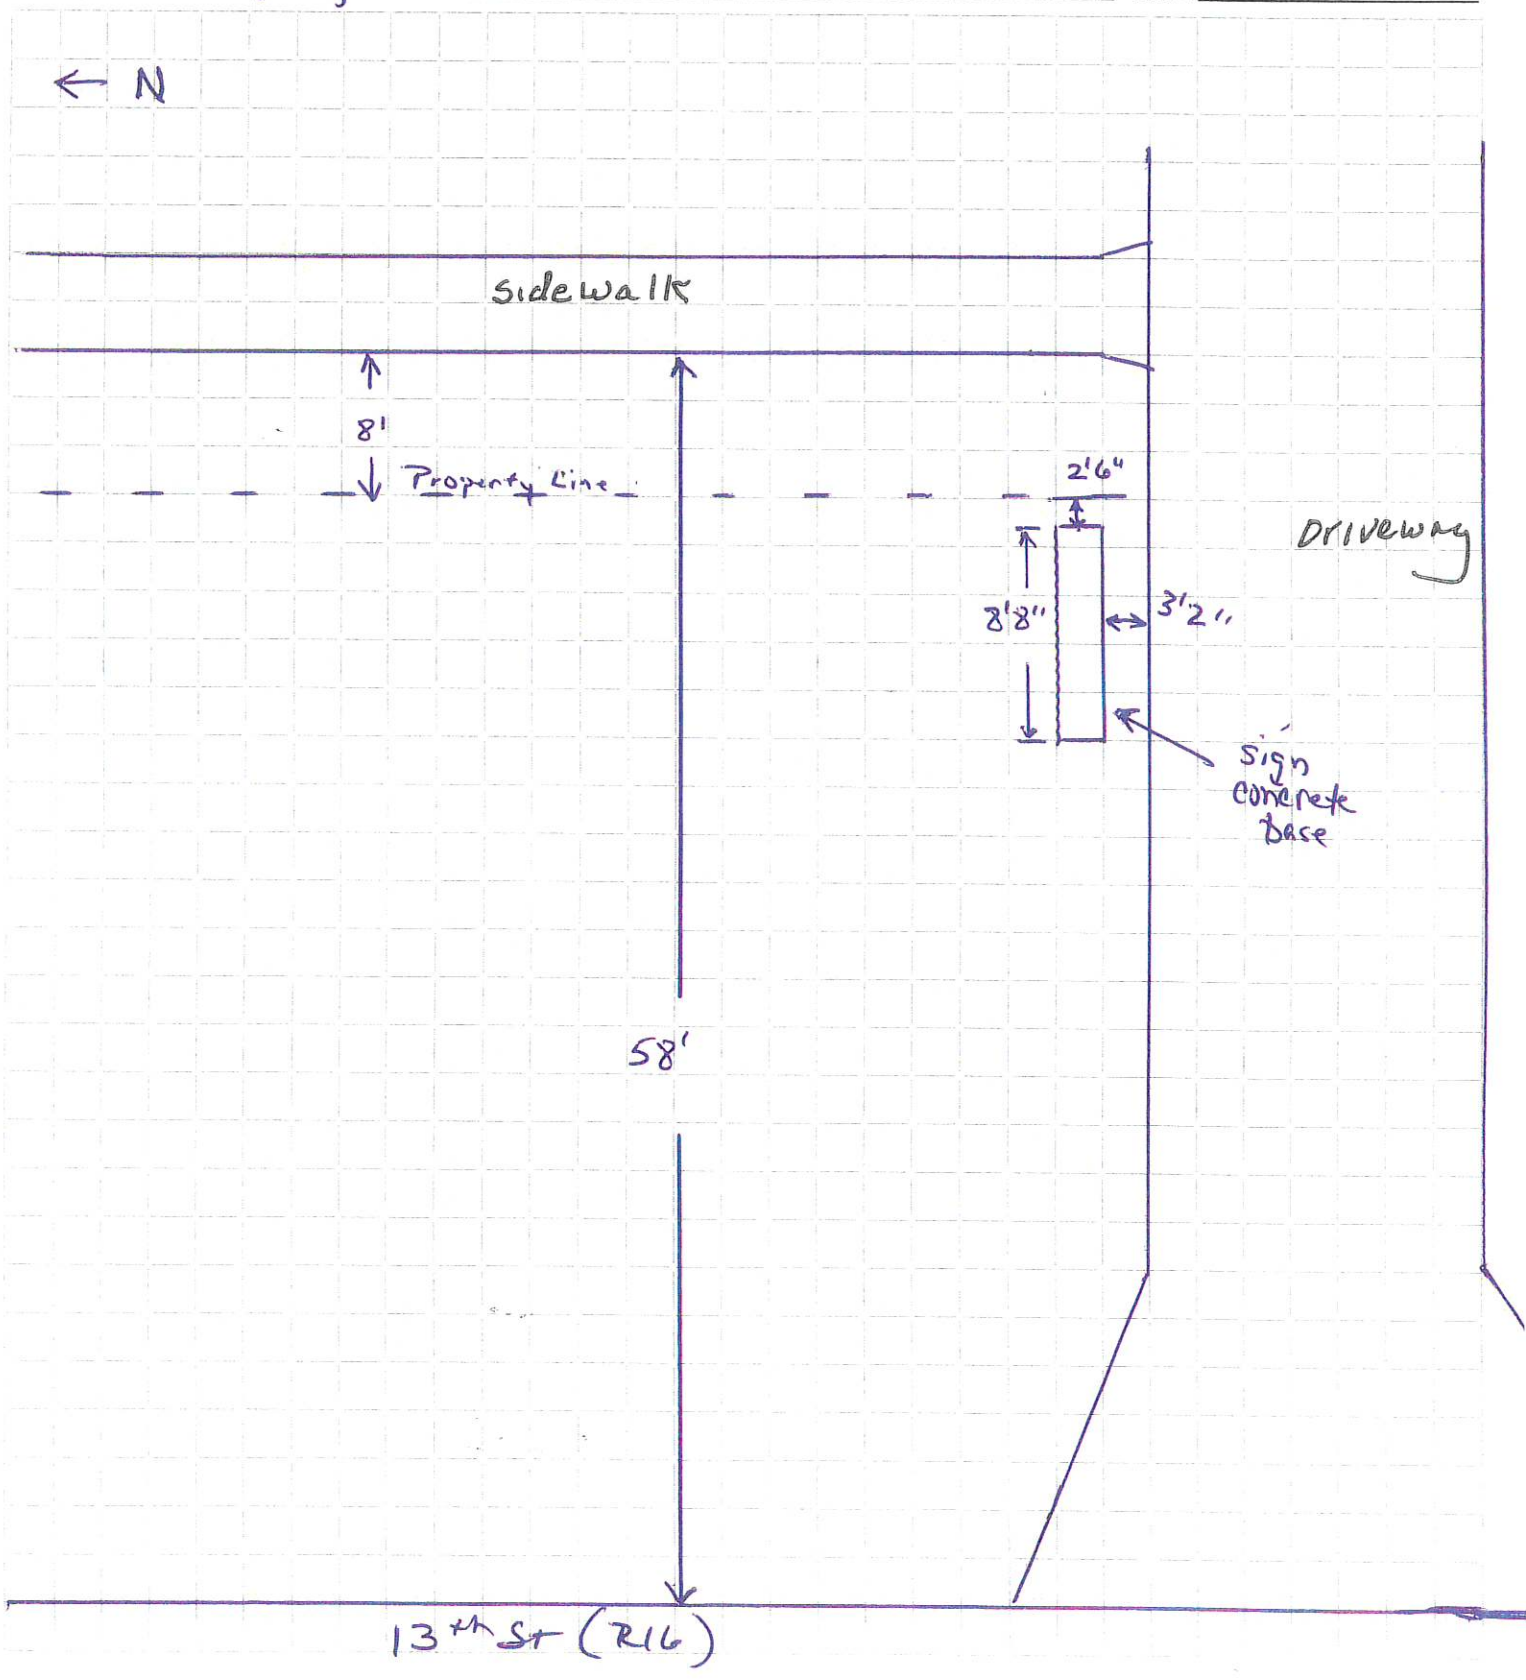 ← N
Sidewalk
8'
Property Line
2'6"
Driveway
8'8"
3'2"
Sign
Concrete
Base
58'
13th St (R16)